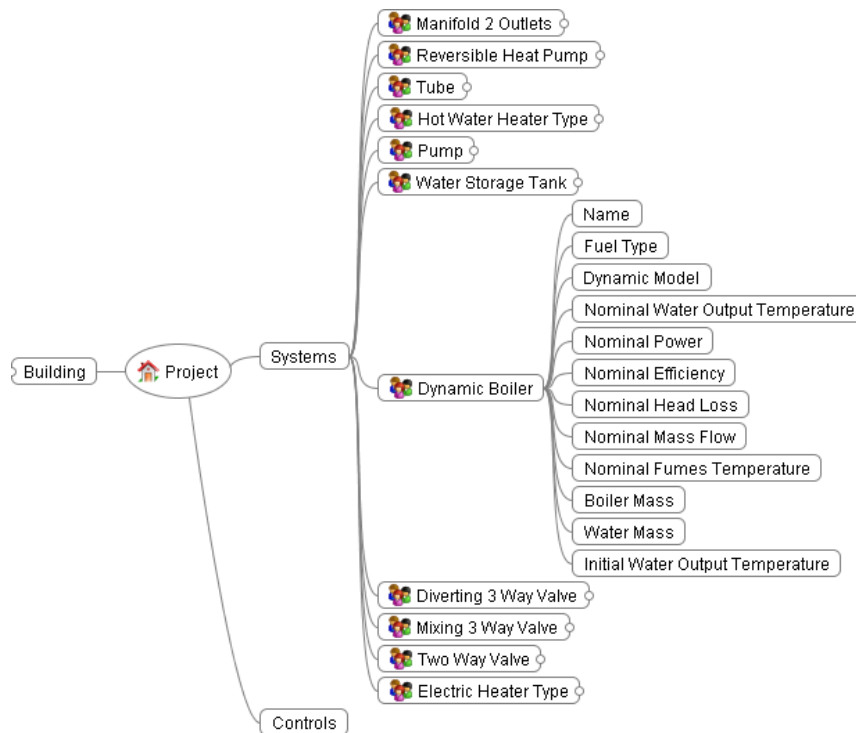 Manifold 2 Outlets
Reversible Heat Pump
Tube
Hot Water Heater Type
Pump
Water Storage Tank
Name
Fuel Type
Dynamic Model
Nominal Water Output Temperature
Nominal Power
Building
Project
Systems
Dynamic Boiler
Nominal Efficiency
Nominal Head Loss
Nominal Mass Flow
Nominal Fumes Temperature
Boiler Mass
Water Mass
Initial Water Output Temperature
Diverting 3 Way Valve
Mixing 3 Way Valve
Two Way Valve
Electric Heater Type
Controls